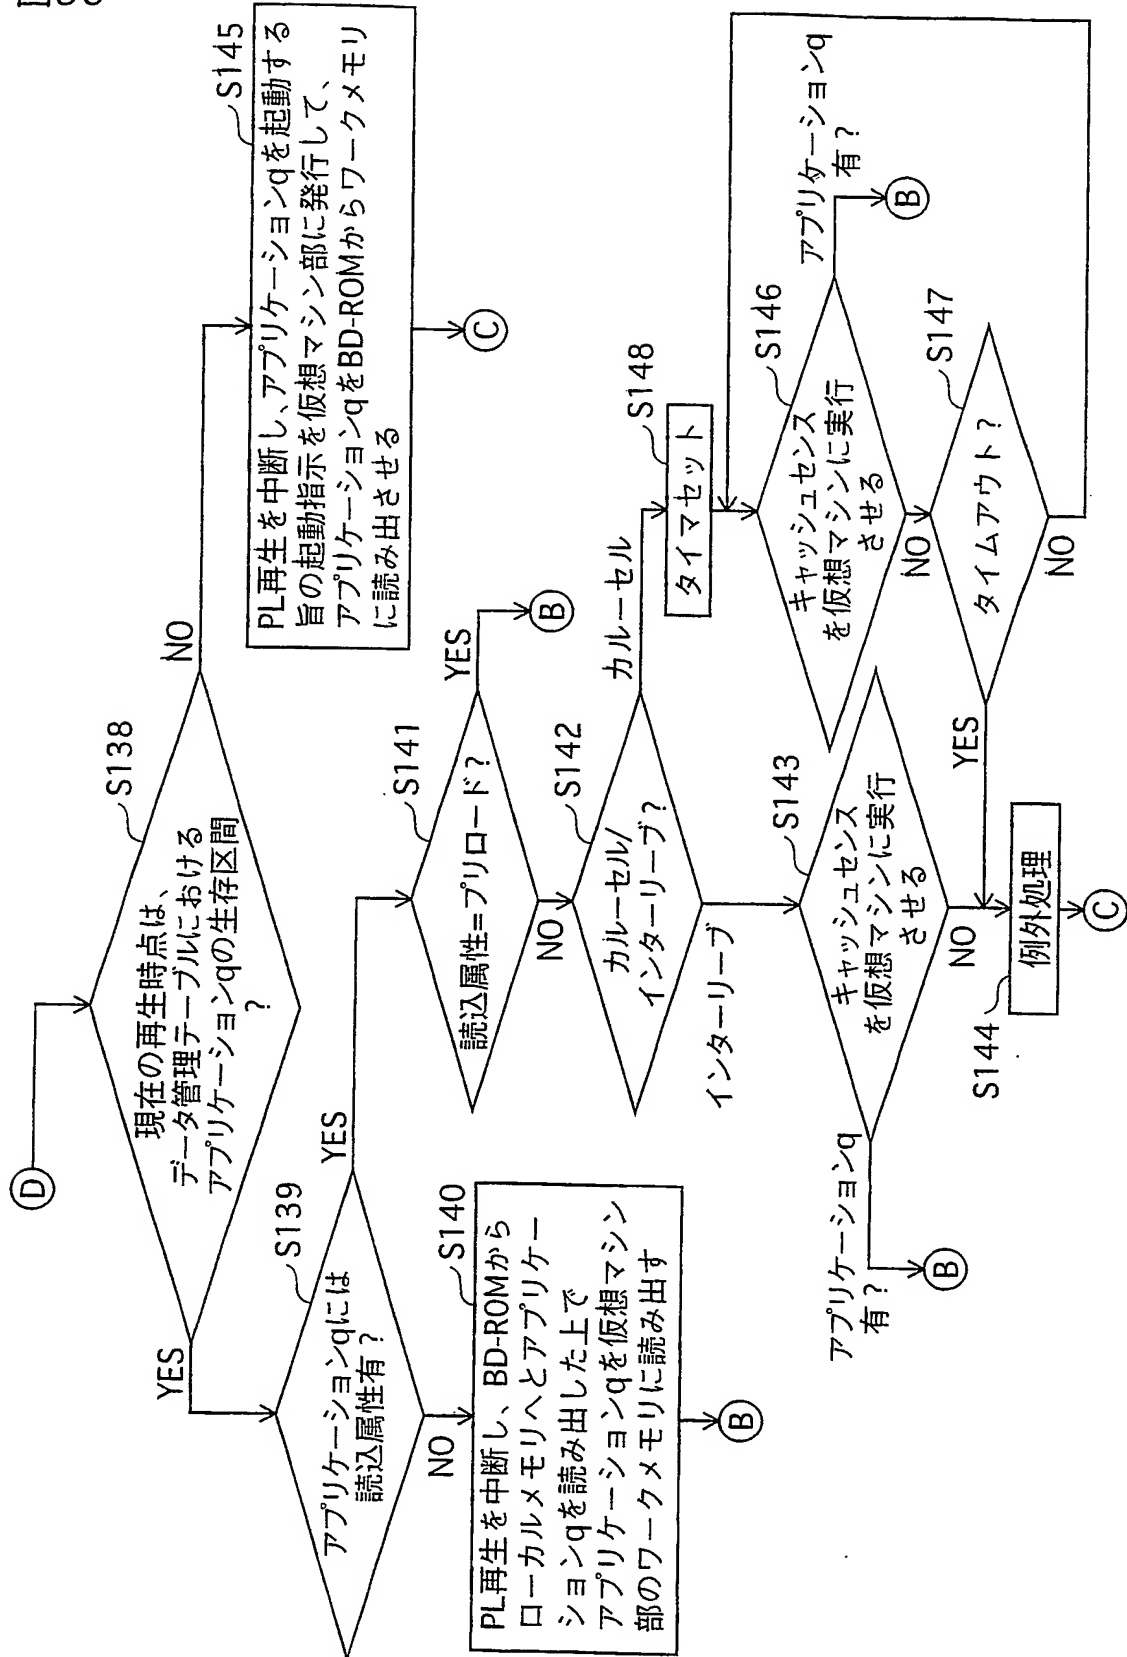 D
現在の再生時点は、
データ管理テーブルにおける
アプリケーションqの生存区間
?
S138
YES
NO
PL再生を中断し、アプリケーションqを起動する
旨の起動指示を仮想マシン部に発行して、
アプリケーションqをBD-ROMからワークメモリ
に読み出させる
S145
C
アプリケーションqには
読込属性有?
S139
YES
NO
PL再生を中断し、BD-ROMから
ローカルメモリへとアプリケー
ションqを読み出した上で
アプリケーションqを仮想マシン
部のワークメモリに読み出す
S140
B
読込属性=プリロード?
S141
YES
B
NO
カルーセル/
インターリーブ?
S142
カルーセル
インターリーブ
タイマセット
S148
キャッシュセンス
を仮想マシンに実行
させる
S146
アプリケーションq
有?
B
NO
タイムアウト?
S147
YES
NO
キャッシュセンス
を仮想マシンに実行
させる
S143
アプリケーションq
有?
B
NO
例外処理
S144
C